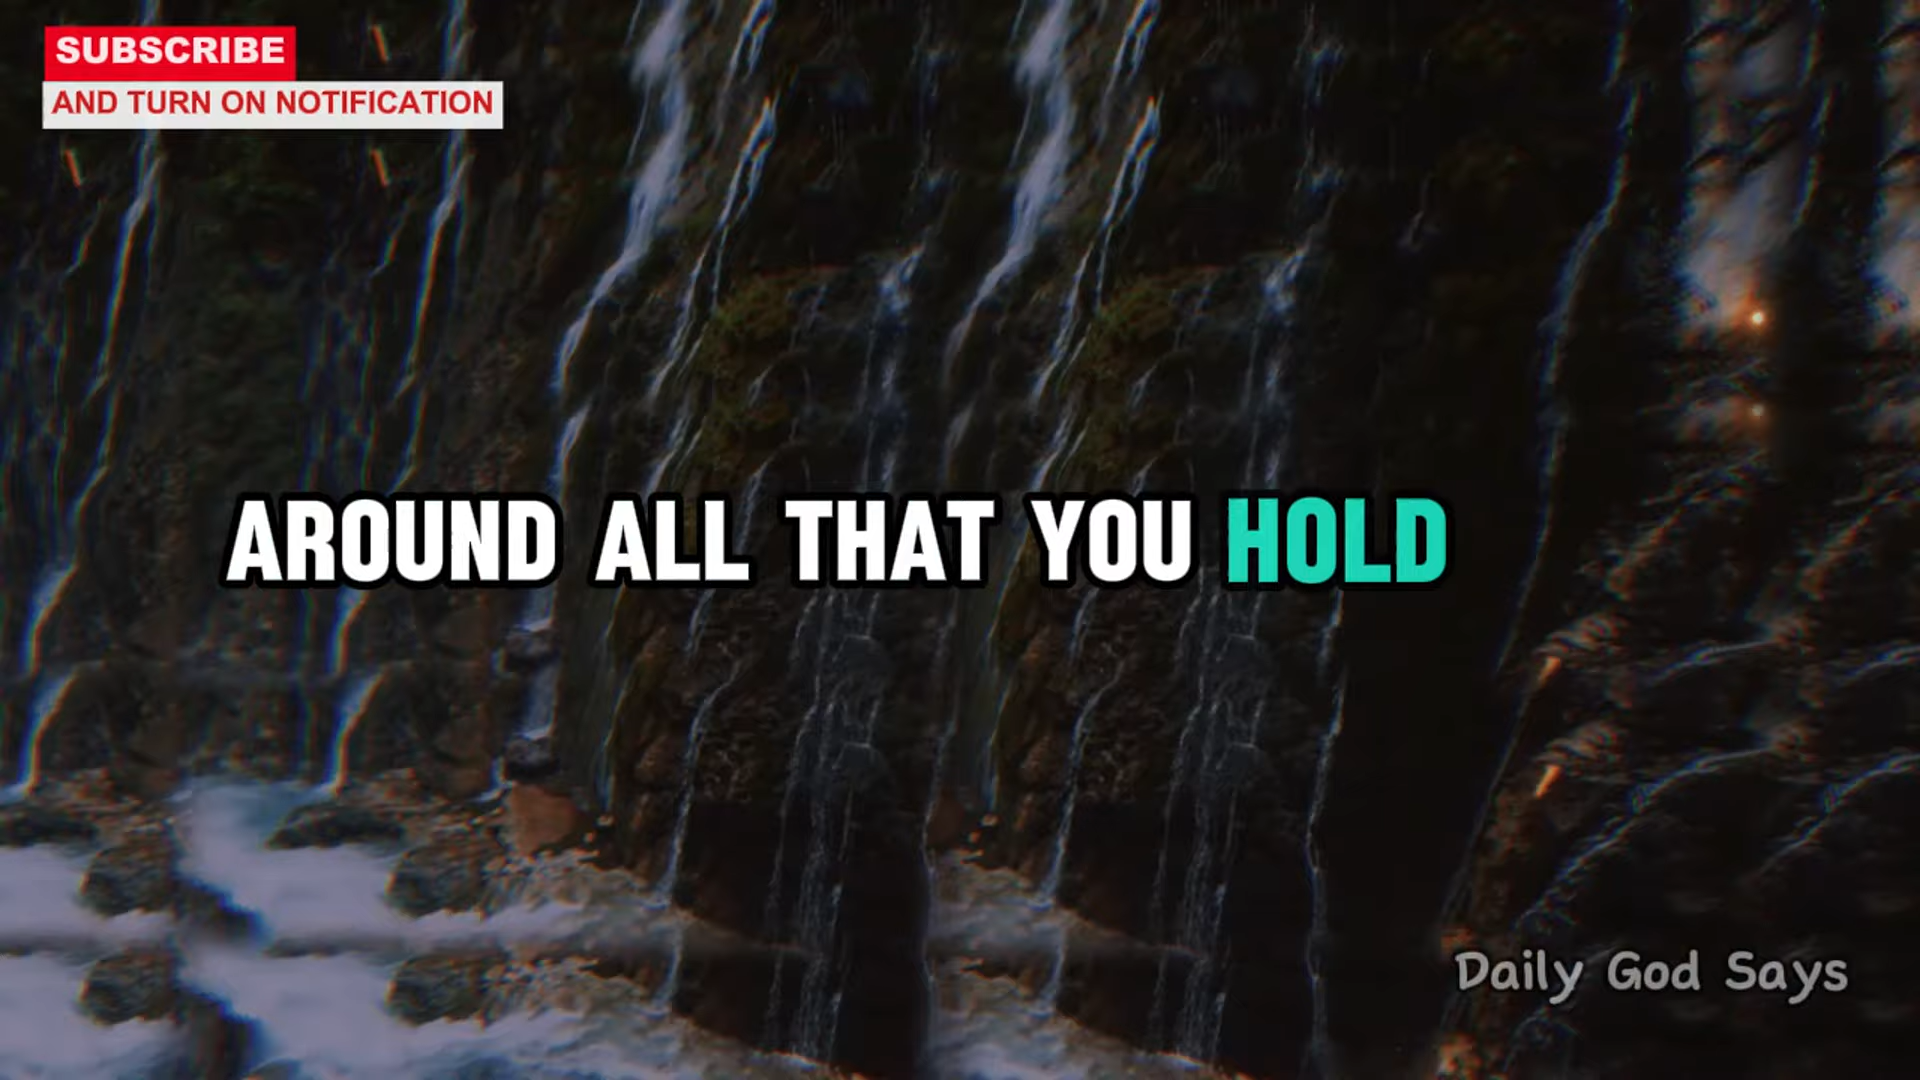 SUBSCRIBE
AND TURN ON NOTIFICATION
AROUND ALL THAT YOU HOLD
Daily God Says